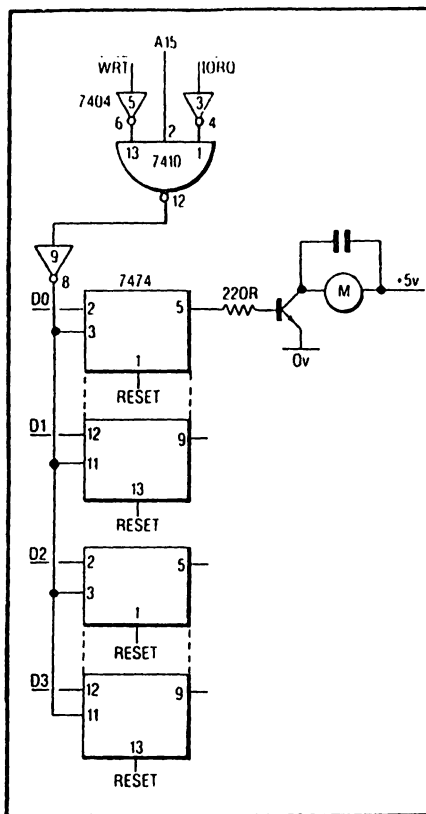 A15
WRT IORQ
7404 5 3
6 2 4
13 7410 1
12
9
8 7474
D0 2 5 220R M +5v
3
0v
1
RESET
D1 12 9
11
13
RESET
D2 2 5
3
1
RESET
D3 12 9
11
13
RESET